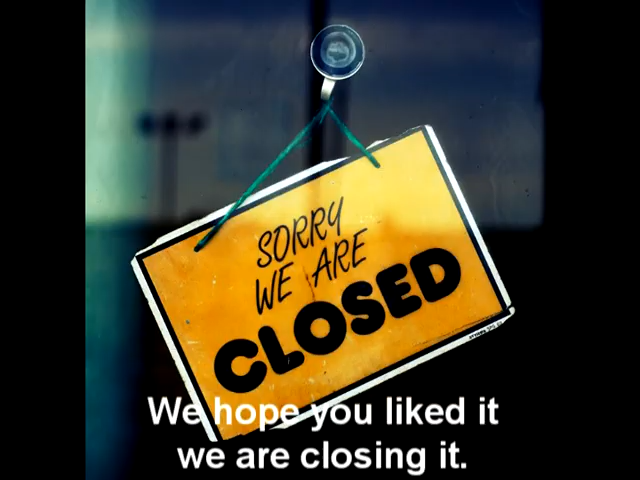 SORRY
WE ARE
CLOSED
We hope you liked it
we are closing it.